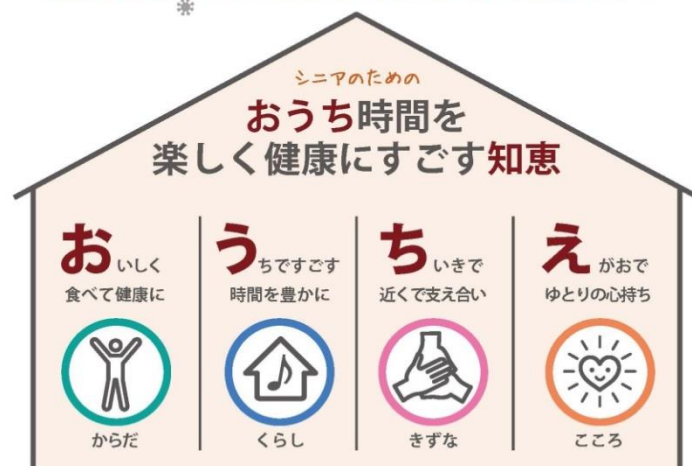 シニアのための
おうち時間を
楽しく健康にすごす知恵
おいしく
食べて健康に
からだ
うちですごす
時間を豊かに
くらし
ちいきで
近くで支え合い
きずな
えがおで
ゆとりの心持ち
こころ